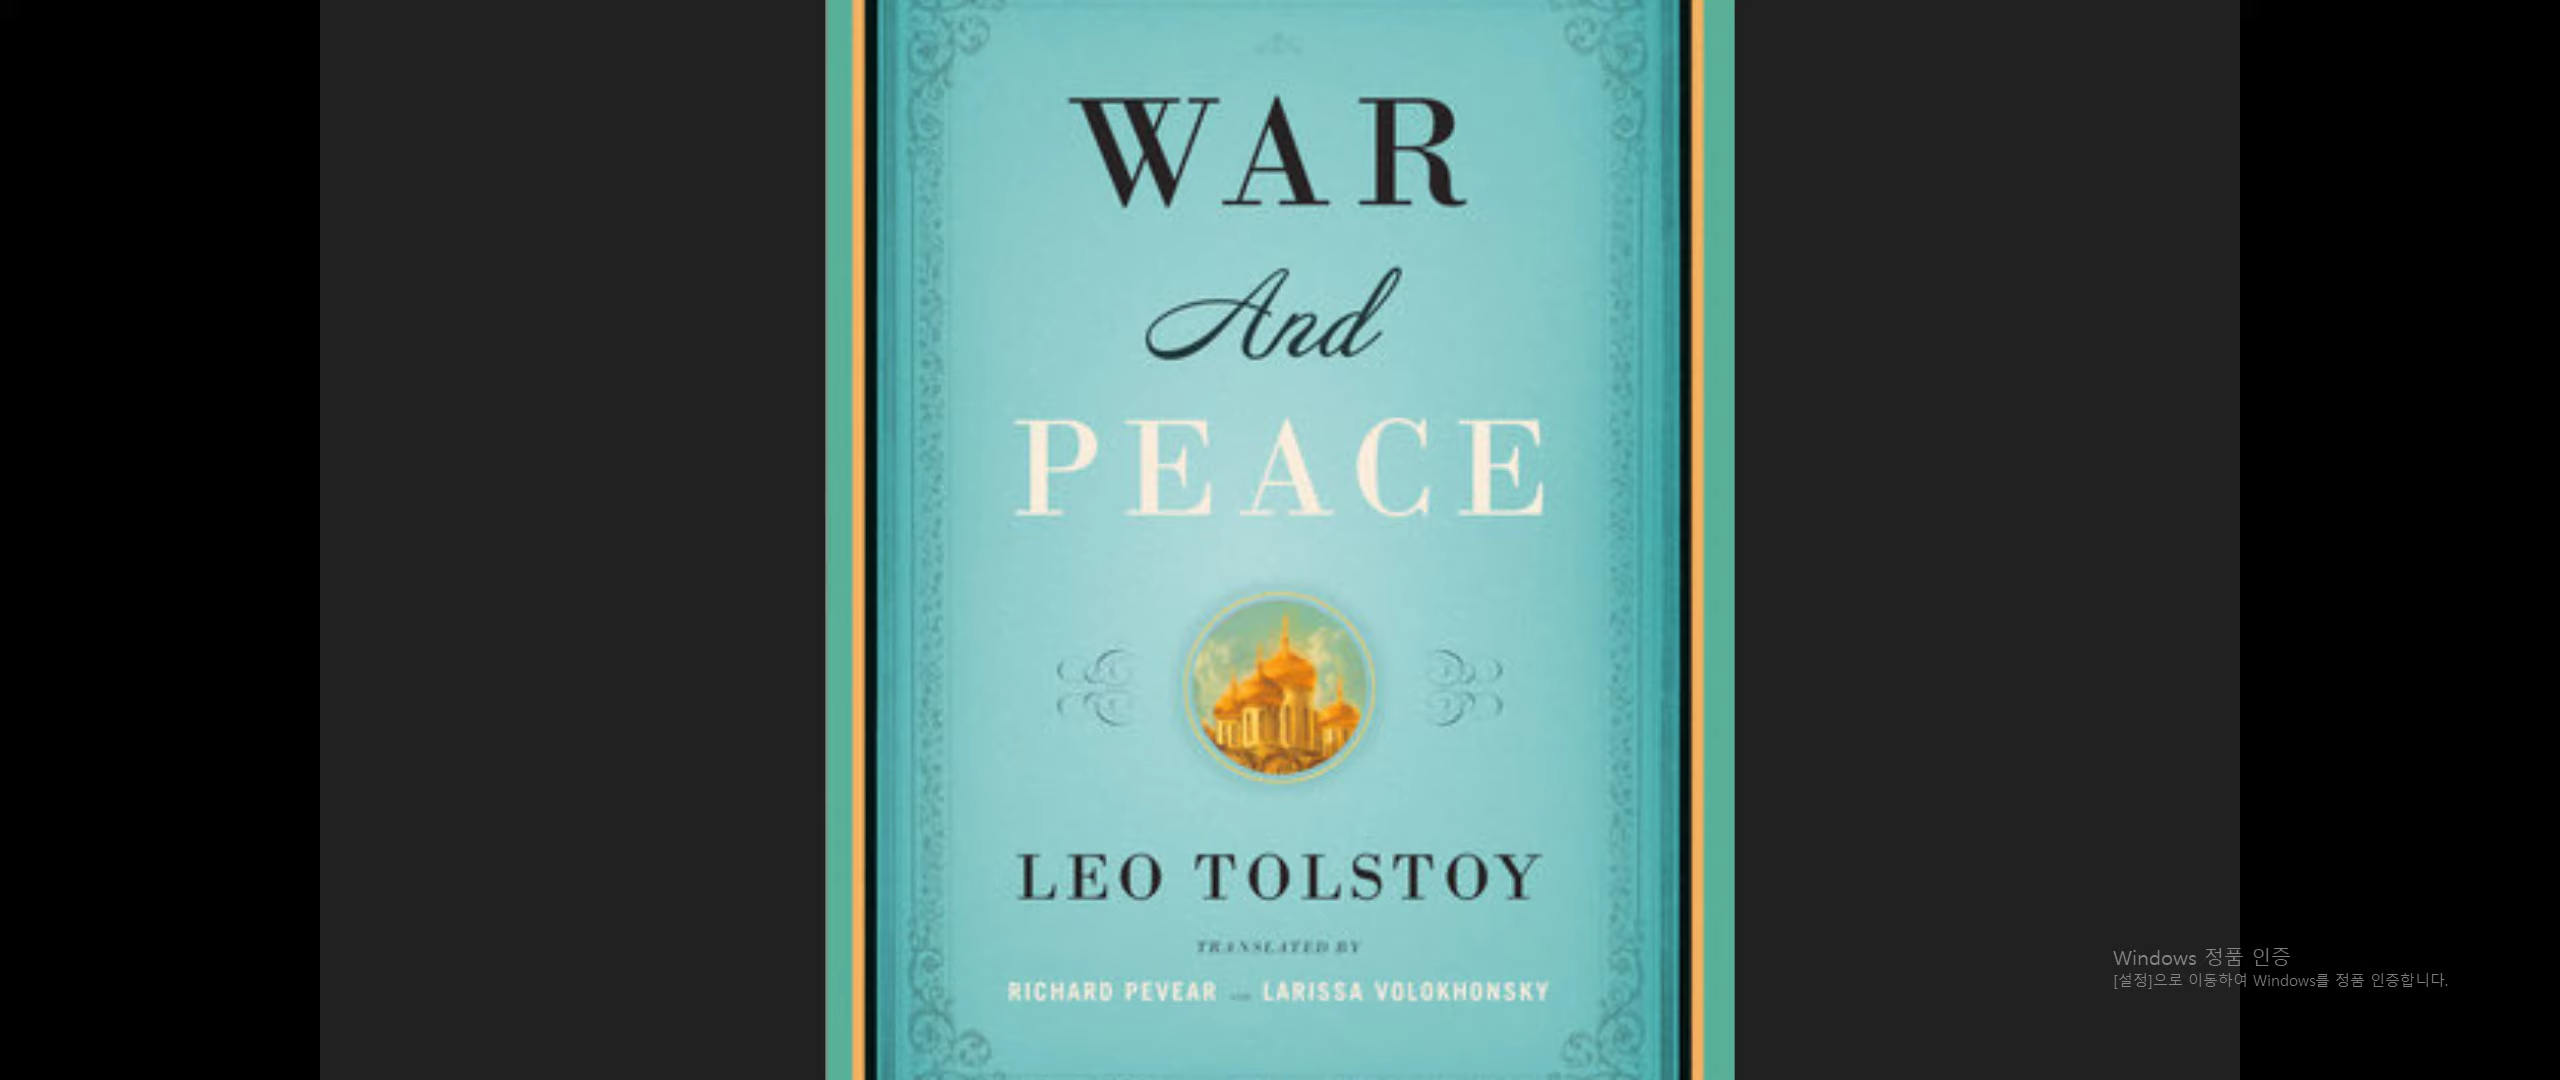 WAR
And
PEACE
LEO TOLSTOY
TRANSLATED BY
RICHARD PEVEAR AND LARISSA VOLOKHONSKY
Windows 정품 인증
[설정]으로 이동하여 Windows를 정품 인증합니다.